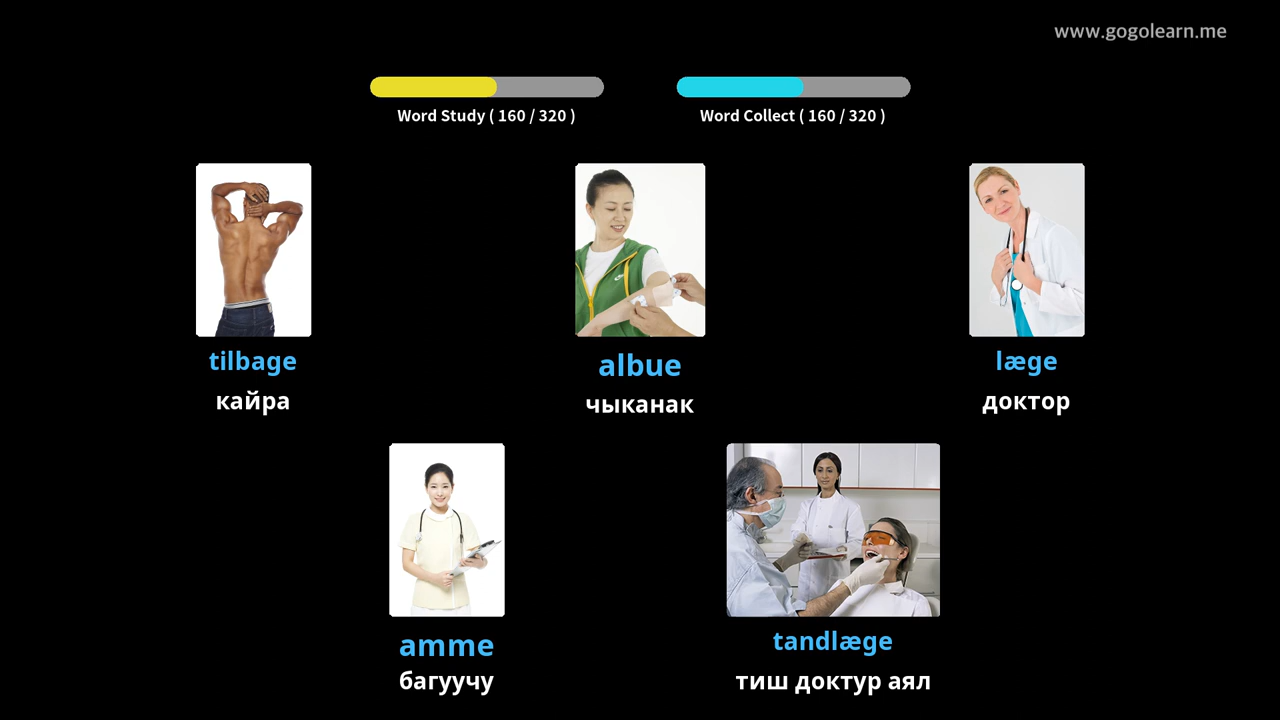 www.gogolearn.me
Word Study ( 160 / 320 )
Word Collect ( 160 / 320 )
tilbage
кайра
albue
чыканак
læge
доктор
amme
багуучу
tandlæge
тиш доктур аял